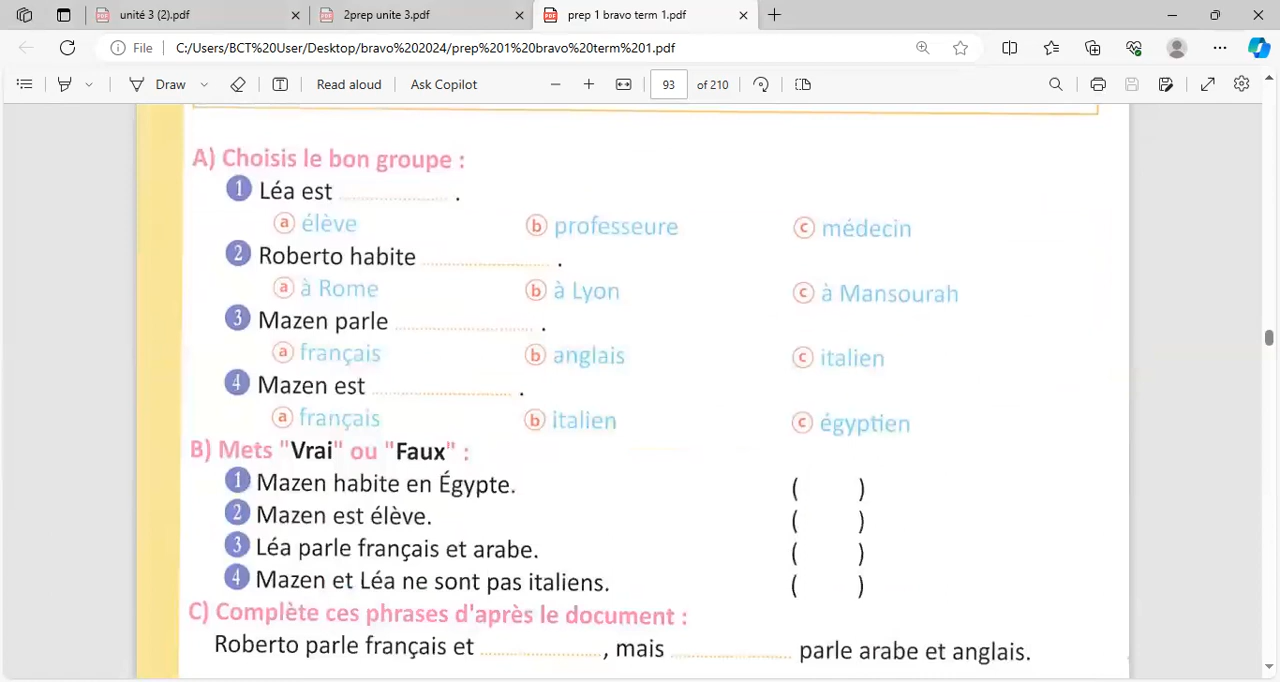 unité 3 (2).pdf
2prep unite 3.pdf
prep 1 bravo term 1.pdf
File C:/Users/BCT%20User/Desktop/bravo%202024/prep%201%20bravo%20term%201.pdf
Draw Read aloud Ask Copilot 93 of 210
A) Choisis le bon groupe :
1 Léa est .................... .
a élève b professeure c médecin
2 Roberto habite .................... .
a à Rome b à Lyon c à Mansourah
3 Mazen parle .................... .
a français b anglais c italien
4 Mazen est .................... .
a français b italien c égyptien
B) Mets "Vrai" ou "Faux" :
1 Mazen habite en Égypte. ( )
2 Mazen est élève. ( )
3 Léa parle français et arabe. ( )
4 Mazen et Léa ne sont pas italiens. ( )
C) Complète ces phrases d'après le document :
Roberto parle français et ...................., mais .................... parle arabe et anglais.